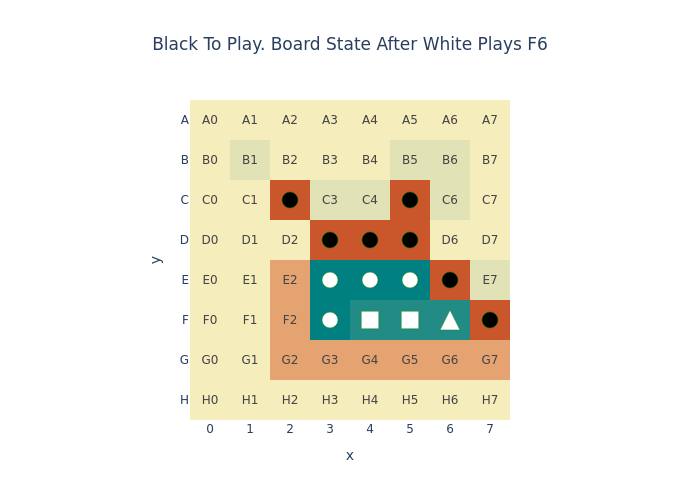 Black To Play. Board State After White Plays F6
A A0 A1 A2 A3 A4 A5 A6 A7
B B0 B1 B2 B3 B4 B5 B6 B7
C C0 C1 C3 C4 C6 C7
D D0 D1 D2 D6 D7
y
E E0 E1 E2 E7
F F0 F1 F2
G G0 G1 G2 G3 G4 G5 G6 G7
H H0 H1 H2 H3 H4 H5 H6 H7
0 1 2 3 4 5 6 7
x